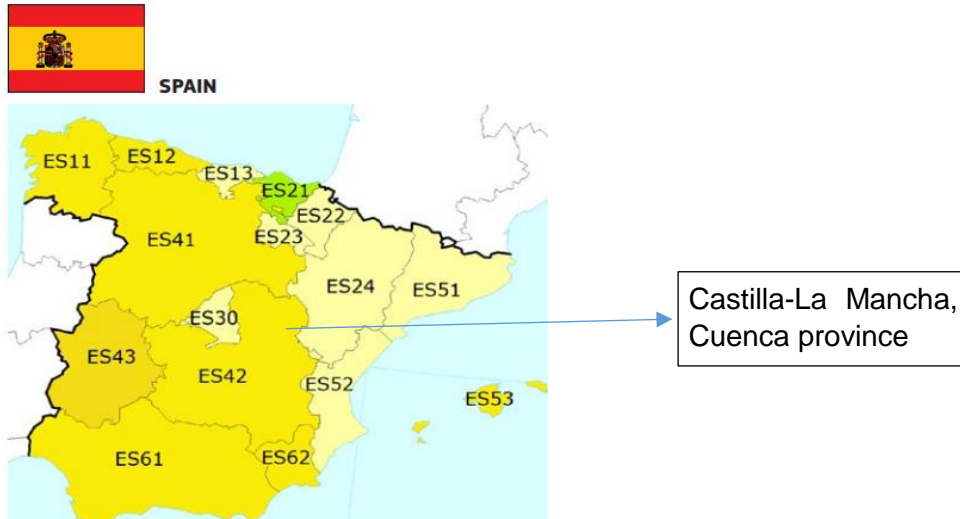 SPAIN
ES11
ES12
ES13
ES21
ES22
ES41
ES23
ES24
ES51
ES30
ES43
ES42
ES52
ES53
ES61
ES62
Castilla-La Mancha,
Cuenca province